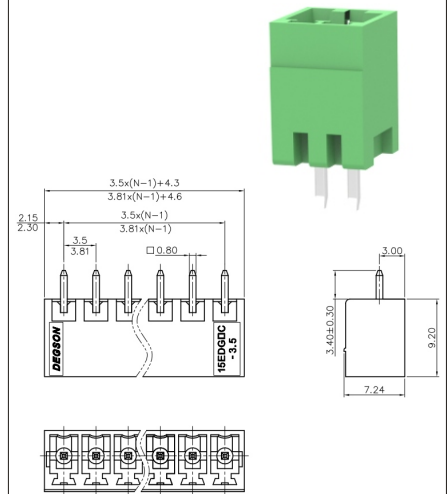 3.5x(N-1)+4.3
3.81x(N-1)+4.6
2.15
2.30
3.5x(N-1)
3.81x(N-1)
3.5
3.81
□0.80
3.00
3.40±0.30
9.20
7.24
DEGSON
15EDGDC
-3.5